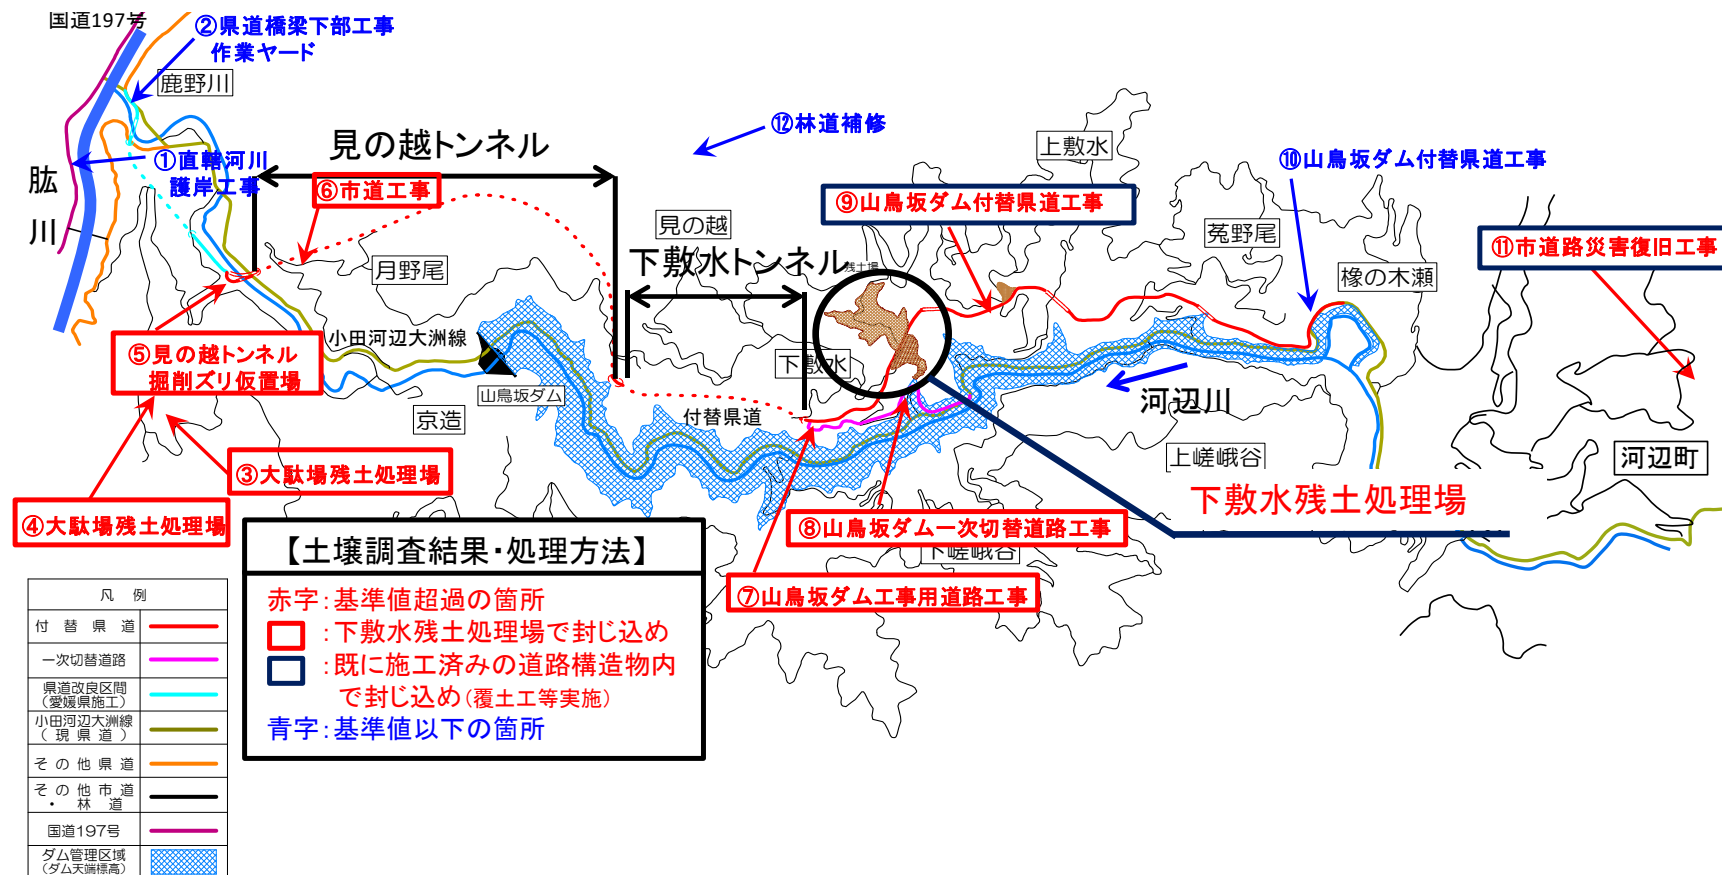 国道197号
②県道橋梁下部工事
作業ヤード
鹿野川
①直轄河川
護岸工事
肱
川
見の越トンネル
⑥市道工事
⑫林道補修
上敷水
⑩山鳥坂ダム付替県道工事
⑨山鳥坂ダム付替県道工事
見の越
菟野尾
⑪市道路災害復旧工事
下敷水トンネル
残土場
橡の木瀬
月野尾
小田河辺大洲線
⑤見の越トンネル
掘削ズリ仮置場
下敷水
山鳥坂ダム
京造
付替県道
河辺川
上嵯峨谷
河辺町
③大駄場残土処理場
④大駄場残土処理場
下敷水残土処理場
⑧山鳥坂ダム一次切替道路工事
下嵯峨谷
⑦山鳥坂ダム工事用道路工事
【土壌調査結果・処理方法】
赤字：基準値超過の箇所
：下敷水残土処理場で封じ込め
：既に施工済みの道路構造物内
で封じ込め（覆土工等実施）
青字：基準値以下の箇所
凡 例
付 替 県 道
一次切替道路
県道改良区間
（愛媛県施工）
小田河辺大洲線
（ 現 県 道 ）
そ の 他 県 道
そ の 他 市 道
・ 林 道
国道197号
ダム管理区域
（ダム天端標高）